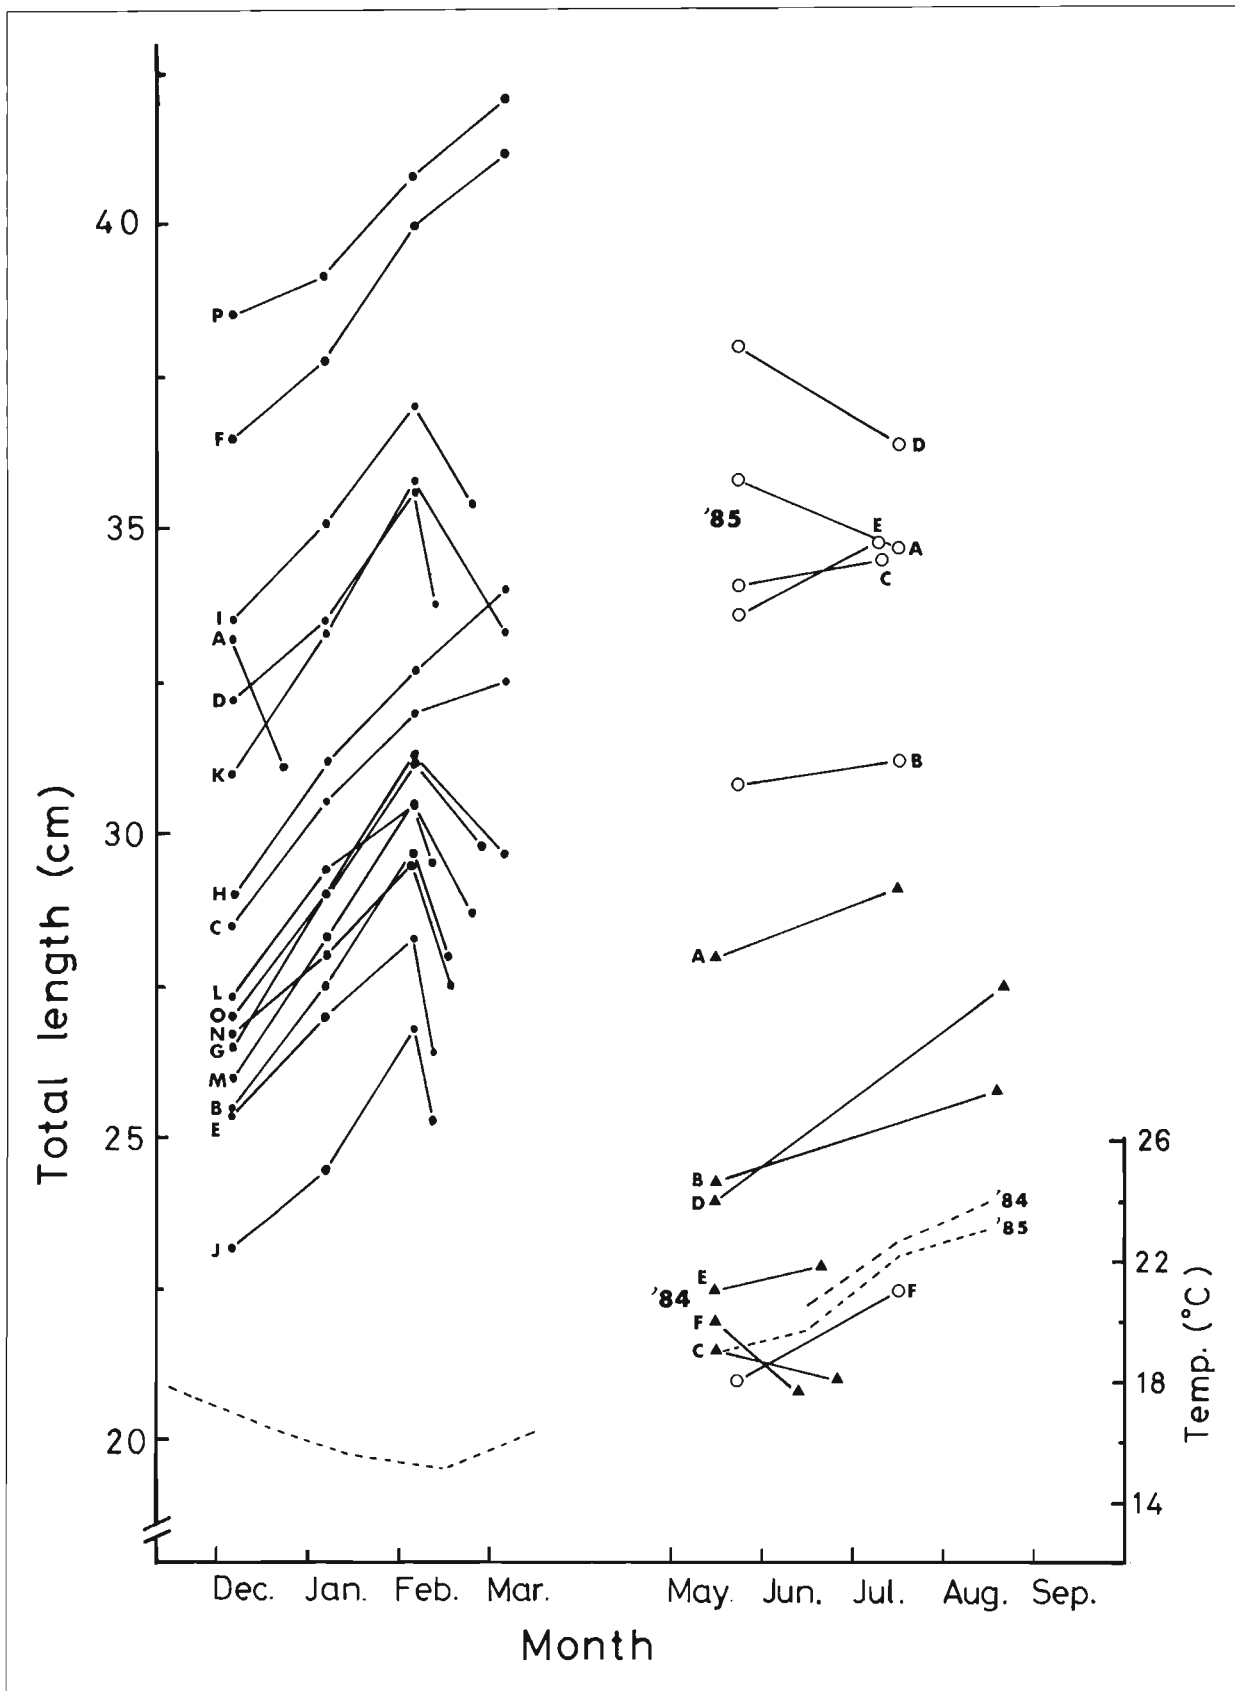 40
35
30
25
20
Total length (cm)
P
F
I
A
D
K
H
C
L
O
N
G
M
B
E
J
D
'85
E
A
C
B
A
B
D
E
'84
F
C
F
'84
'85
26
22
18
14
Temp. (°C)
Dec. Jan. Feb. Mar. May. Jun. Jul. Aug. Sep.
Month